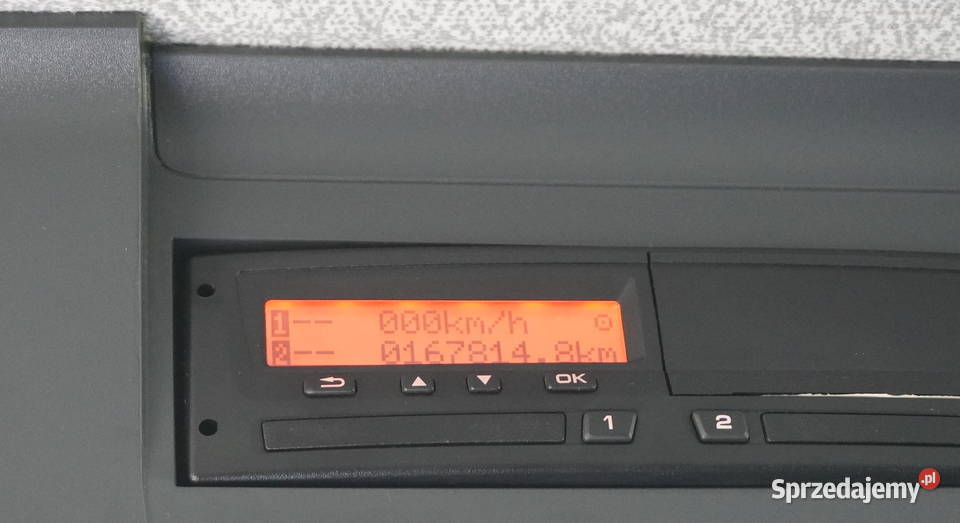 1-- 000km/h
2-- 0167814.8km
OK
1 2
Sprzedajemy.pl